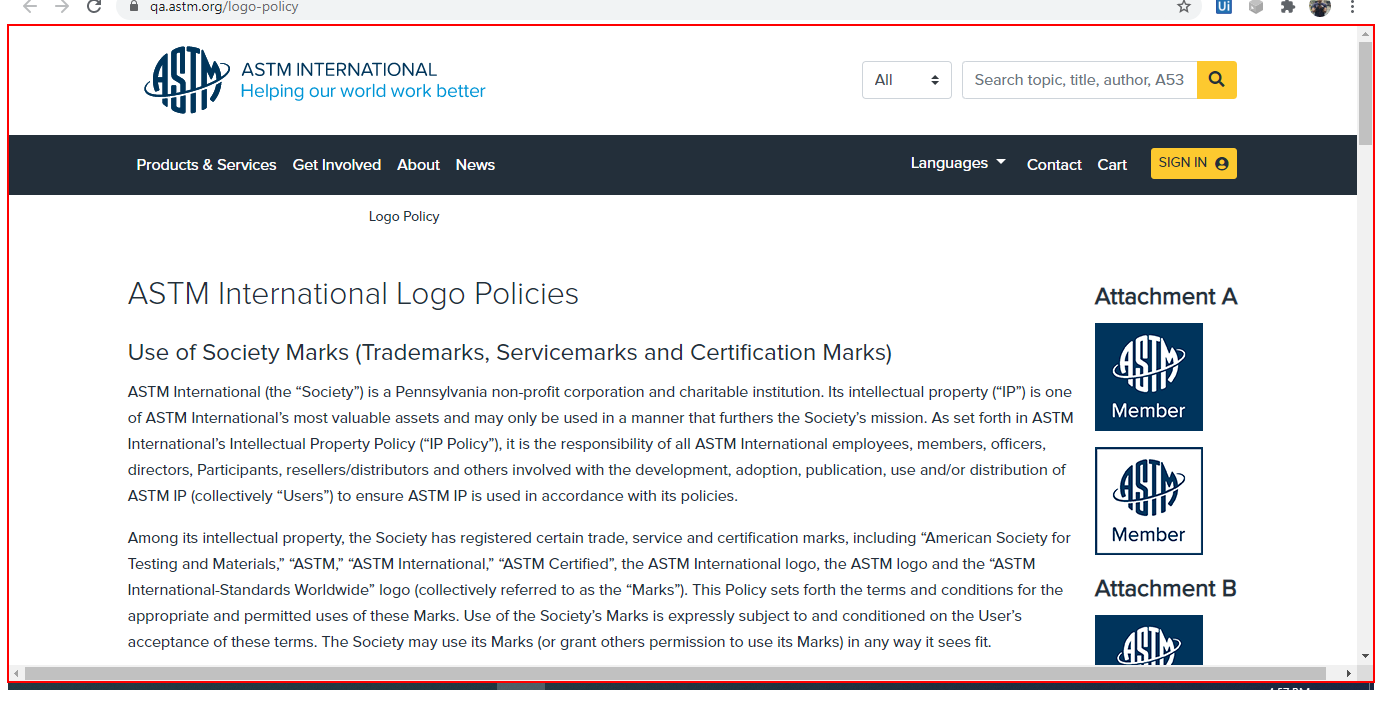 qa.astm.org/logo-policy
Ui
ASTM
ASTM INTERNATIONAL
Helping our world work better
All
Search topic, title, author, A53
Products & Services Get Involved About News
Languages Contact Cart SIGN IN
Logo Policy
ASTM International Logo Policies
Use of Society Marks (Trademarks, Servicemarks and Certification Marks)
ASTM International (the “Society”) is a Pennsylvania non-profit corporation and charitable institution. Its intellectual property (“IP”) is one
of ASTM International’s most valuable assets and may only be used in a manner that furthers the Society’s mission. As set forth in ASTM
International’s Intellectual Property Policy (“IP Policy”), it is the responsibility of all ASTM International employees, members, officers,
directors, Participants, resellers/distributors and others involved with the development, adoption, publication, use and/or distribution of
ASTM IP (collectively “Users”) to ensure ASTM IP is used in accordance with its policies.
Among its intellectual property, the Society has registered certain trade, service and certification marks, including “American Society for
Testing and Materials,” “ASTM,” “ASTM International,” “ASTM Certified”, the ASTM International logo, the ASTM logo and the “ASTM
International-Standards Worldwide” logo (collectively referred to as the “Marks”). This Policy sets forth the terms and conditions for the
appropriate and permitted uses of these Marks. Use of the Society’s Marks is expressly subject to and conditioned on the User’s
acceptance of these terms. The Society may use its Marks (or grant others permission to use its Marks) in any way it sees fit.
Attachment A
ASTM
Member
ASTM
Member
Attachment B
ASTM